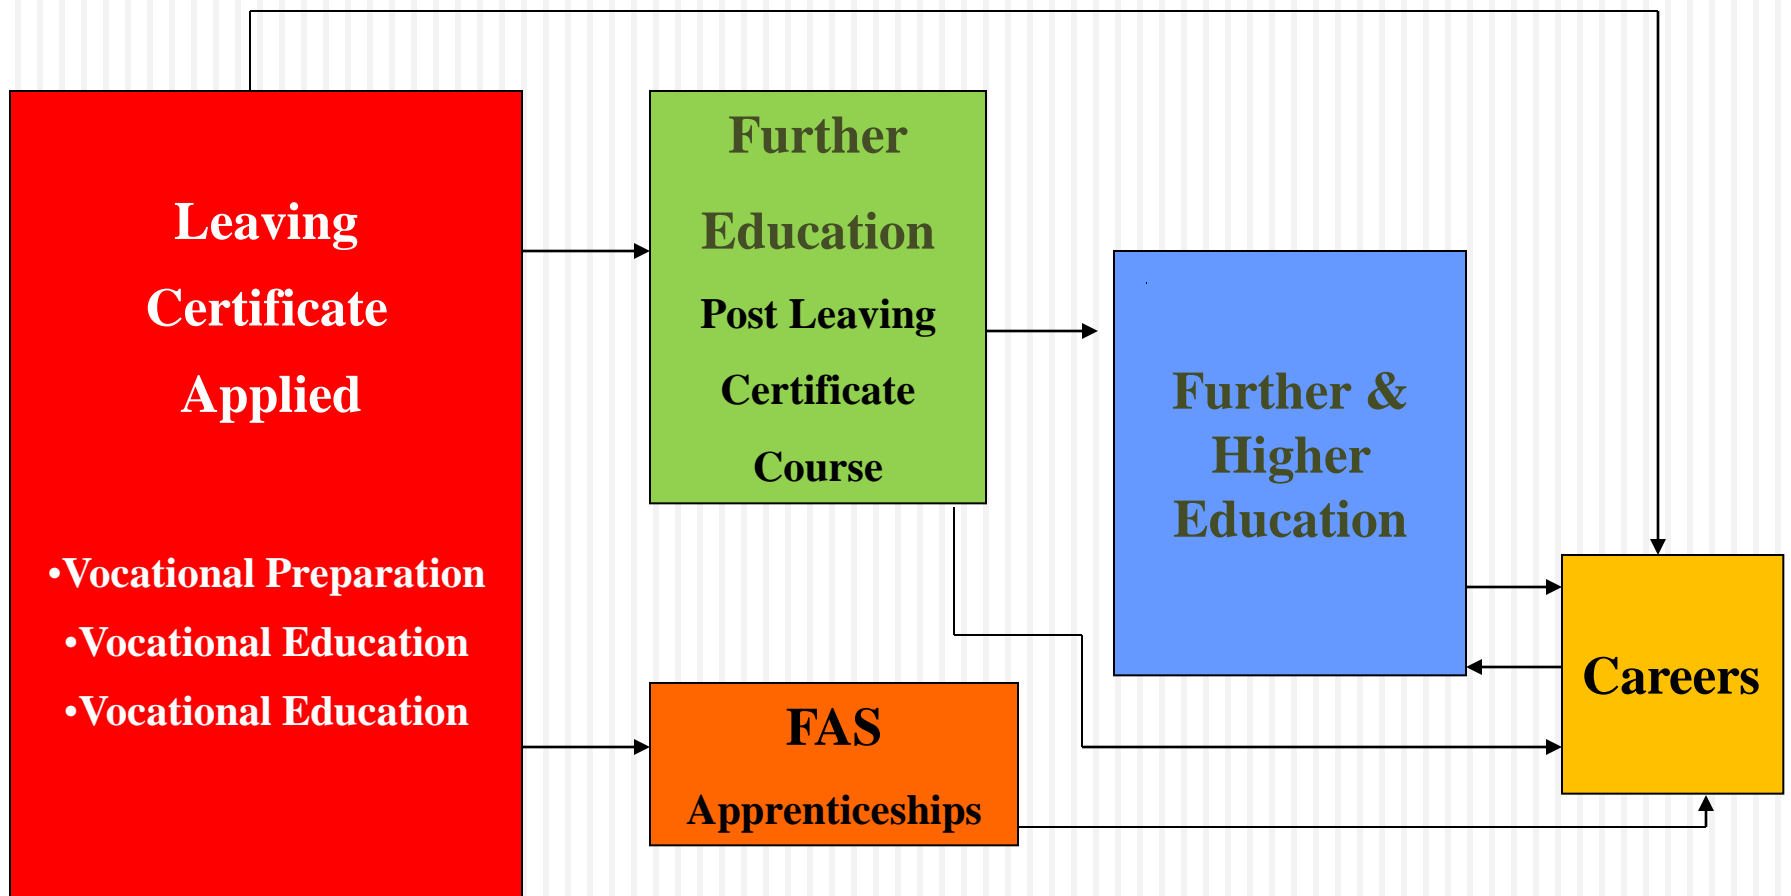 Leaving
Certificate
Applied
•Vocational Preparation
•Vocational Education
•Vocational Education
Further
Education
Post Leaving
Certificate
Course
FAS
Apprenticeships
Further &
Higher
Education
Careers